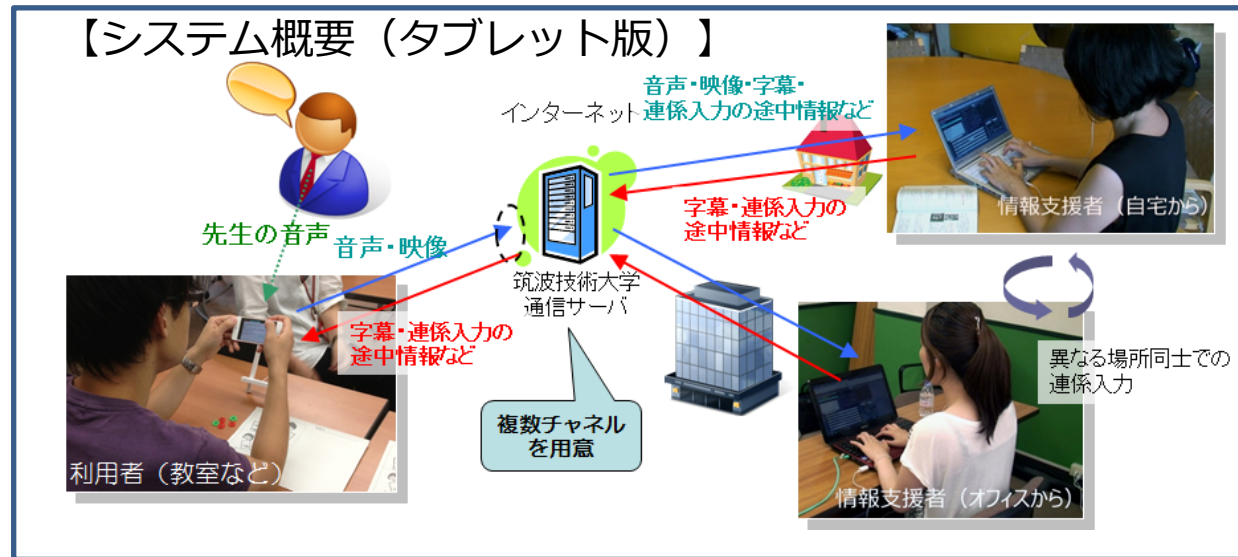 【システム概要（タブレット版）】
インターネット
音声・映像・字幕・
連係入力の途中情報など
字幕・連係入力の
途中情報など
情報支援者（自宅から）
先生の音声
音声・映像
筑波技術大学
通信サーバ
字幕・連係入力の
途中情報など
異なる場所同士での
連係入力
複数チャネル
を用意
利用者（教室など）
情報支援者（オフィスから）